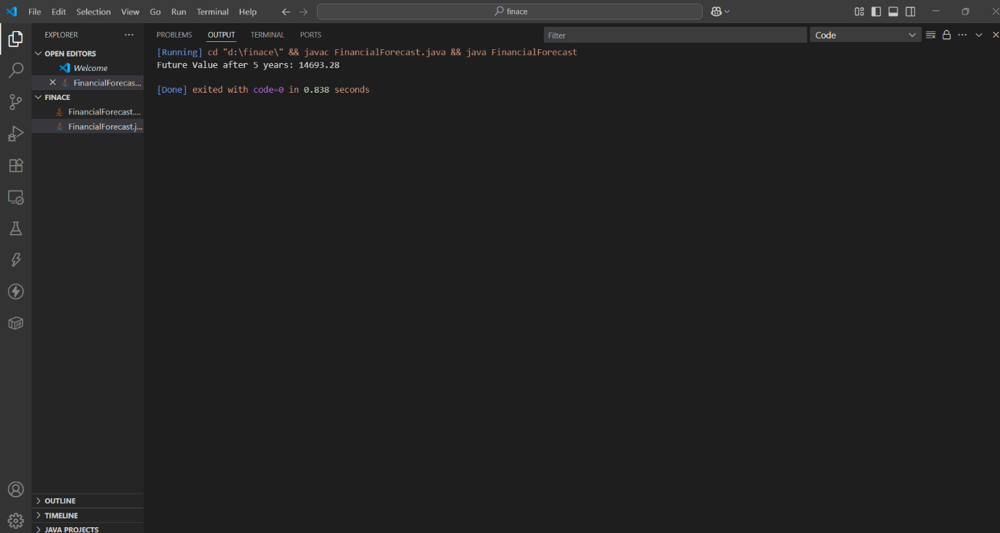 File Edit Selection View Go Run Terminal Help
finace
EXPLORER
OPEN EDITORS
Welcome
FinancialForecas...
FINACE
FinancialForecast....
FinancialForecast.j...
OUTLINE
TIMELINE
JAVA PROJECTS
PROBLEMS OUTPUT TERMINAL PORTS
Filter
Code
[Running] cd "d:\finace\" && javac FinancialForecast.java && java FinancialForecast
Future Value after 5 years: 14693.28
[Done] exited with code=0 in 0.838 seconds